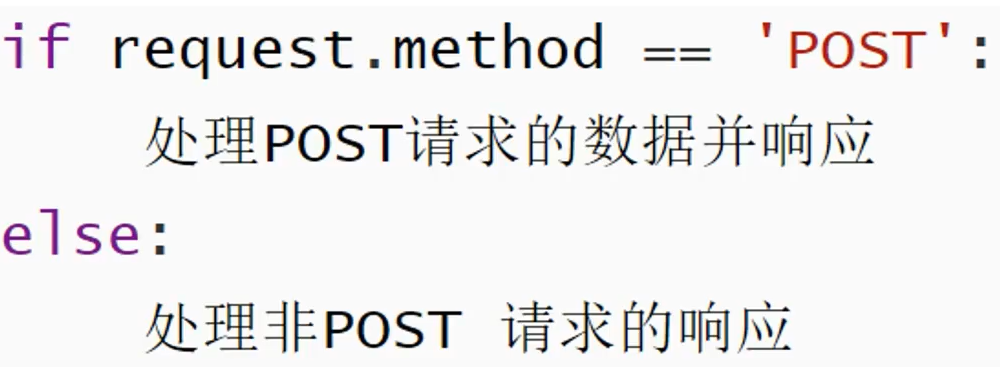 if request.method == 'POST':
处理POST请求的数据并响应
else:
处理非POST 请求的响应